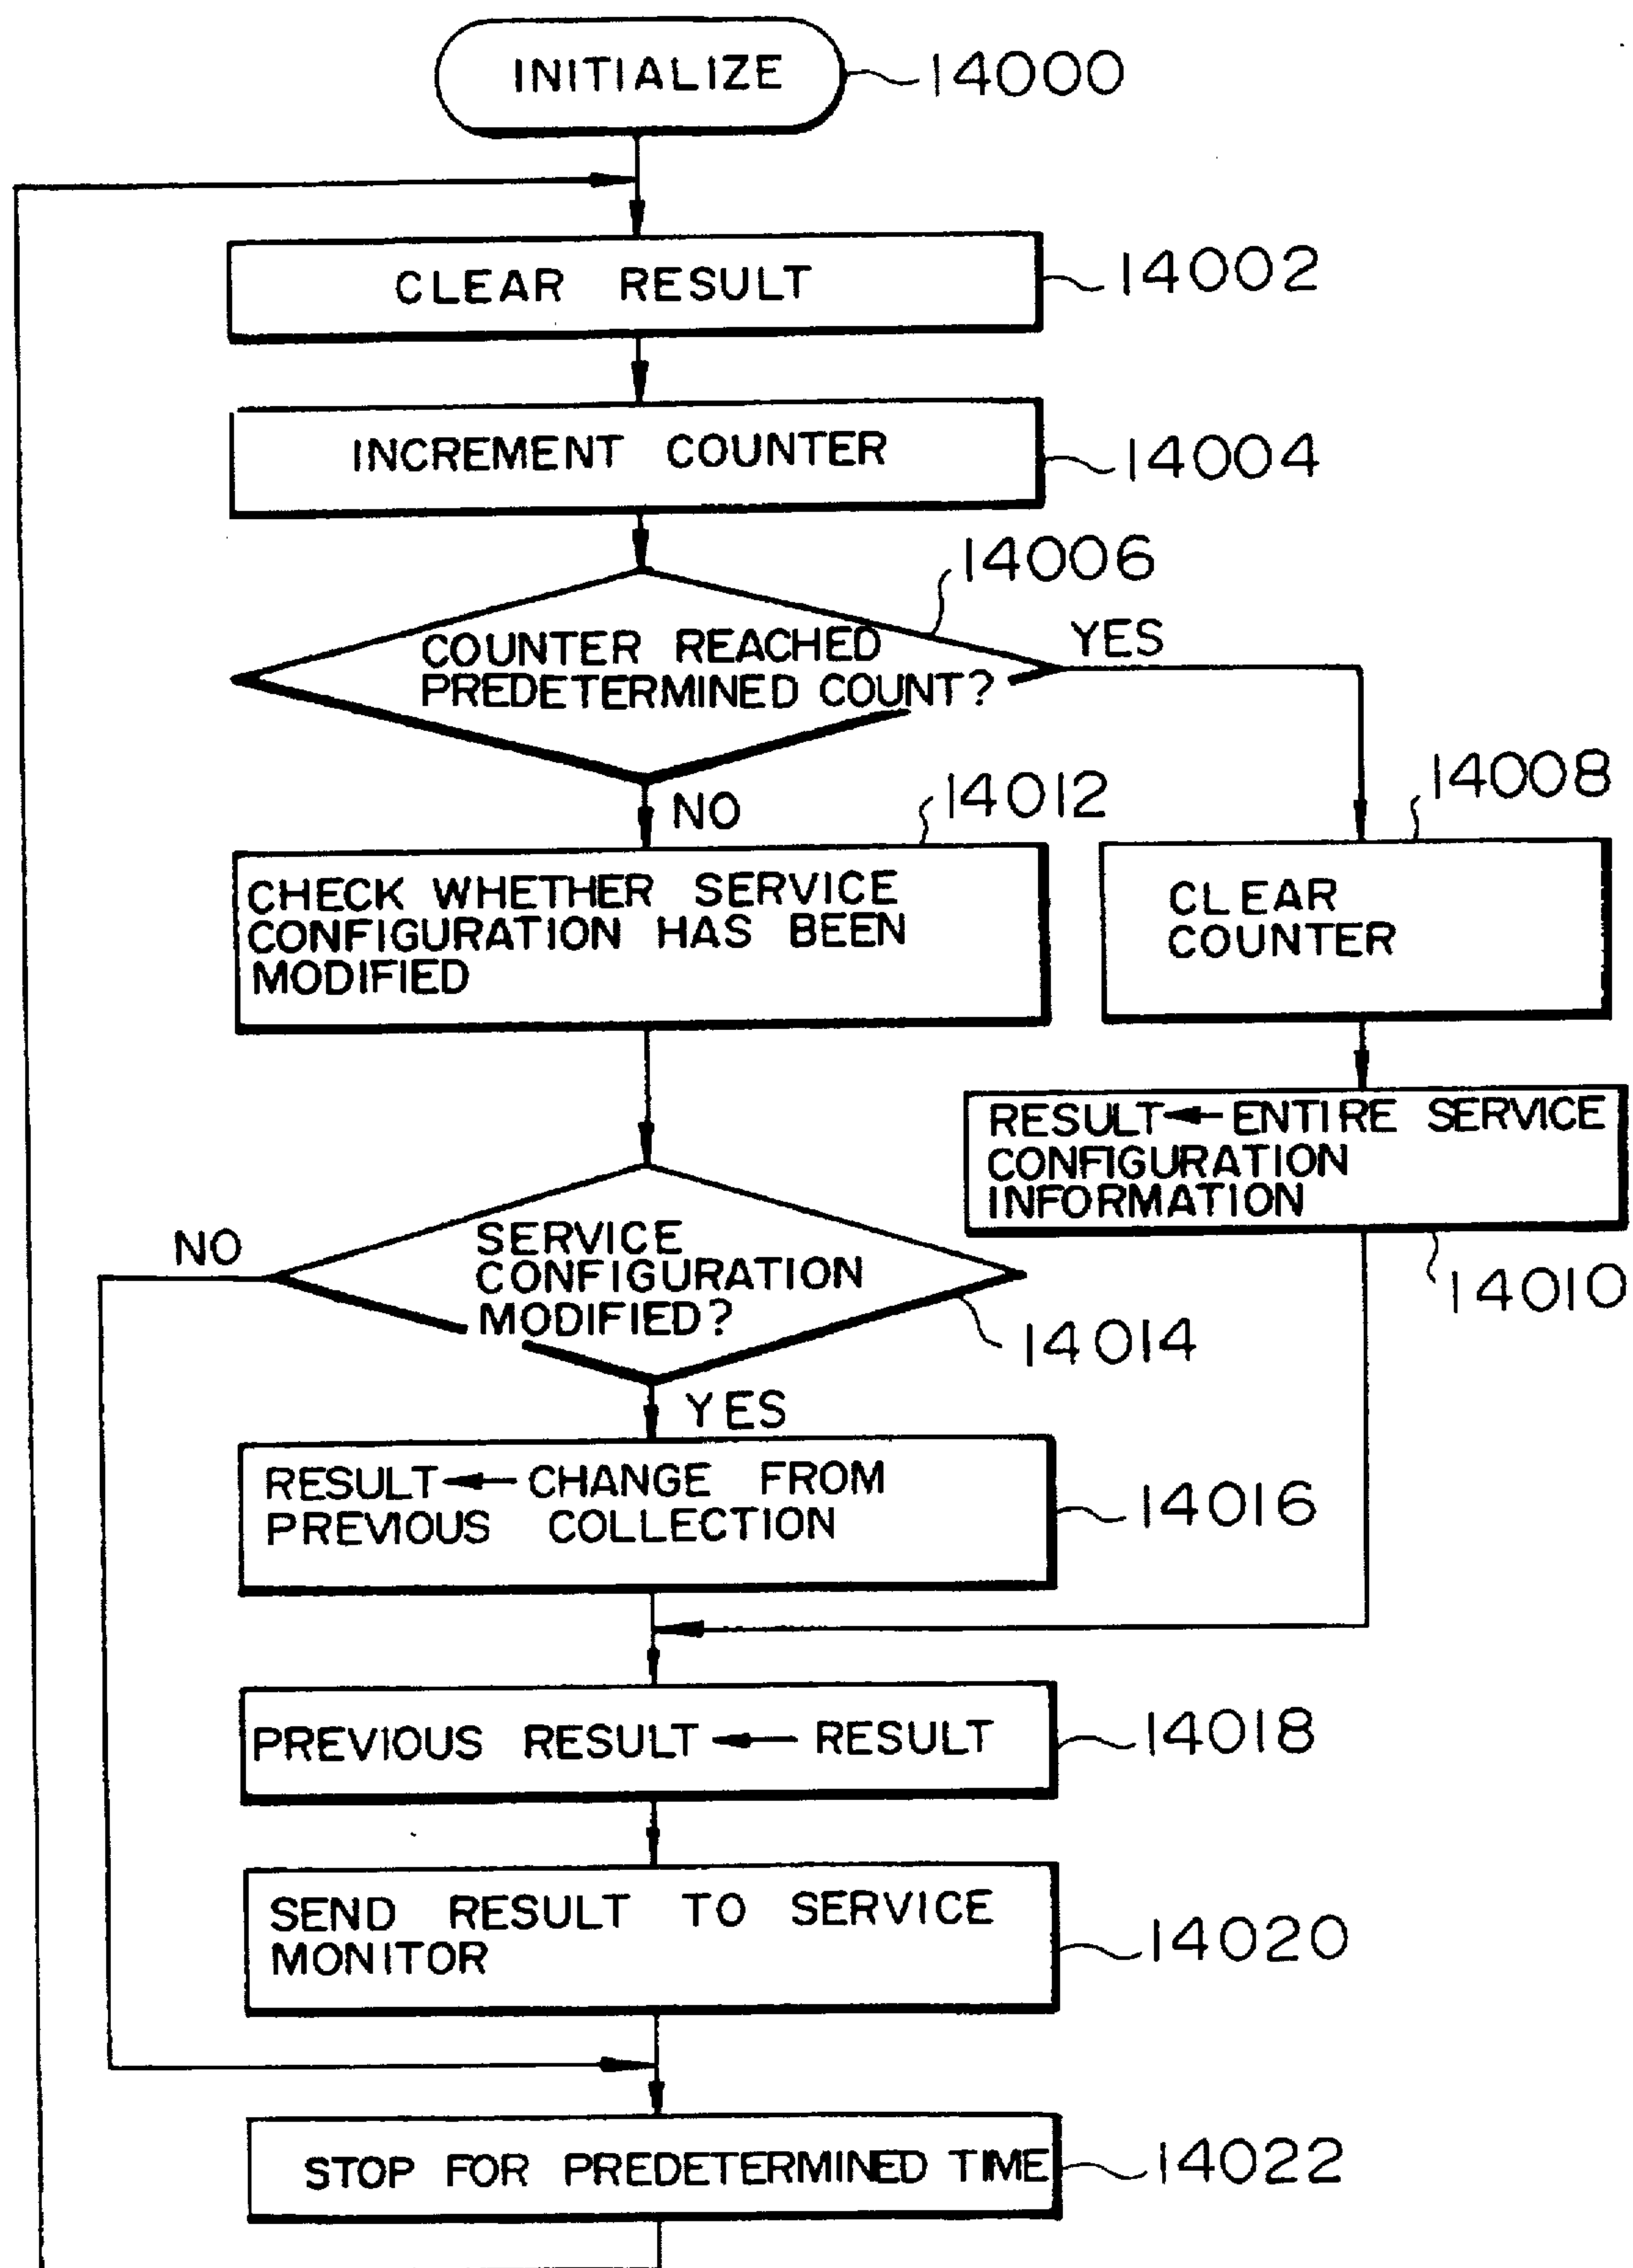 INITIALIZE
14000
CLEAR RESULT
14002
INCREMENT COUNTER
14004
14006
COUNTER REACHED
PREDETERMINED COUNT?
YES
NO
14012
14008
CHECK WHETHER SERVICE
CONFIGURATION HAS BEEN
MODIFIED
CLEAR
COUNTER
RESULT ← ENTIRE SERVICE
CONFIGURATION
INFORMATION
14010
NO
SERVICE
CONFIGURATION
MODIFIED?
14014
YES
RESULT ← CHANGE FROM
PREVIOUS COLLECTION
14016
PREVIOUS RESULT ← RESULT
14018
SEND RESULT TO SERVICE
MONITOR
14020
STOP FOR PREDETERMINED TIME
14022